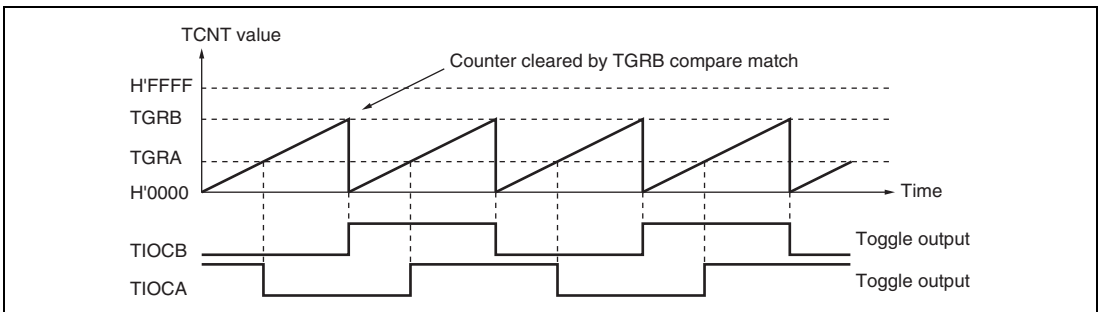 TCNT value
Counter cleared by TGRB compare match
H'FFFF
TGRB
TGRA
H'0000
Time
TIOCB
Toggle output
TIOCA
Toggle output